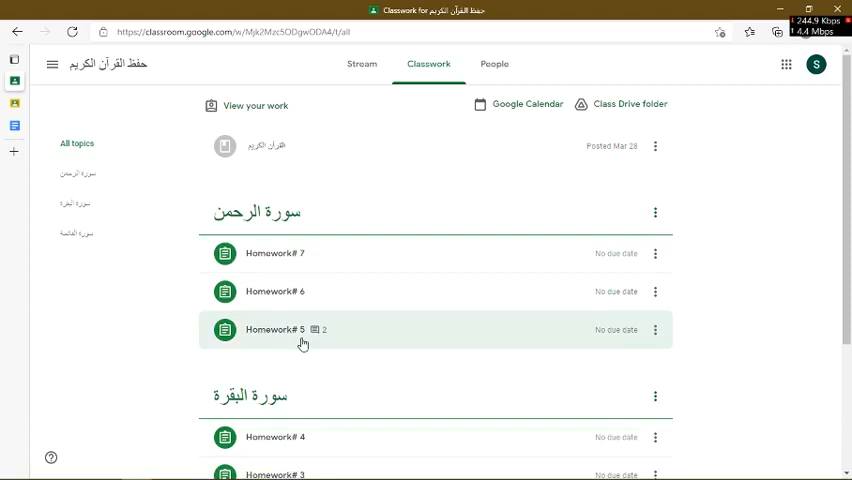 Classwork for حفظ القرآن الكريم
244.9 Kbps
4.4 Mbps
https://classroom.google.com/w/Mjk2Mzc5ODgwODA4/t/all
حفظ القرآن الكريم
Stream
Classwork
People
S
View your work
Google Calendar
Class Drive folder
All topics
سورة الرحمن
سورة البقرة
سورة الفاتحة
القرآن الكريم
Posted Mar 28
سورة الرحمن
Homework# 7
No due date
Homework# 6
No due date
Homework# 5
2
No due date
سورة البقرة
Homework# 4
No due date
Homework# 3
No due date